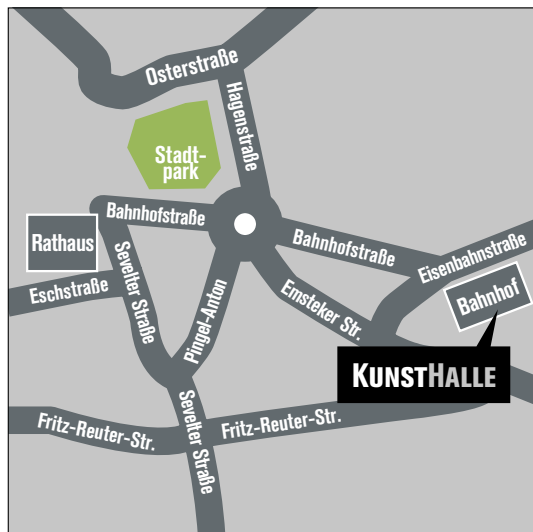 Osterstraße
Hagenstraße
Stadt-
park
Bahnhofstraße
Bahnhofstraße
Eisenbahnstraße
Rathaus
Sevelter Straße
Eschstraße
Pingel-Anton
Emsteker Str.
Bahnhof
KUNSTHALLE
Sevelter Straße
Fritz-Reuter-Str.
Fritz-Reuter-Str.